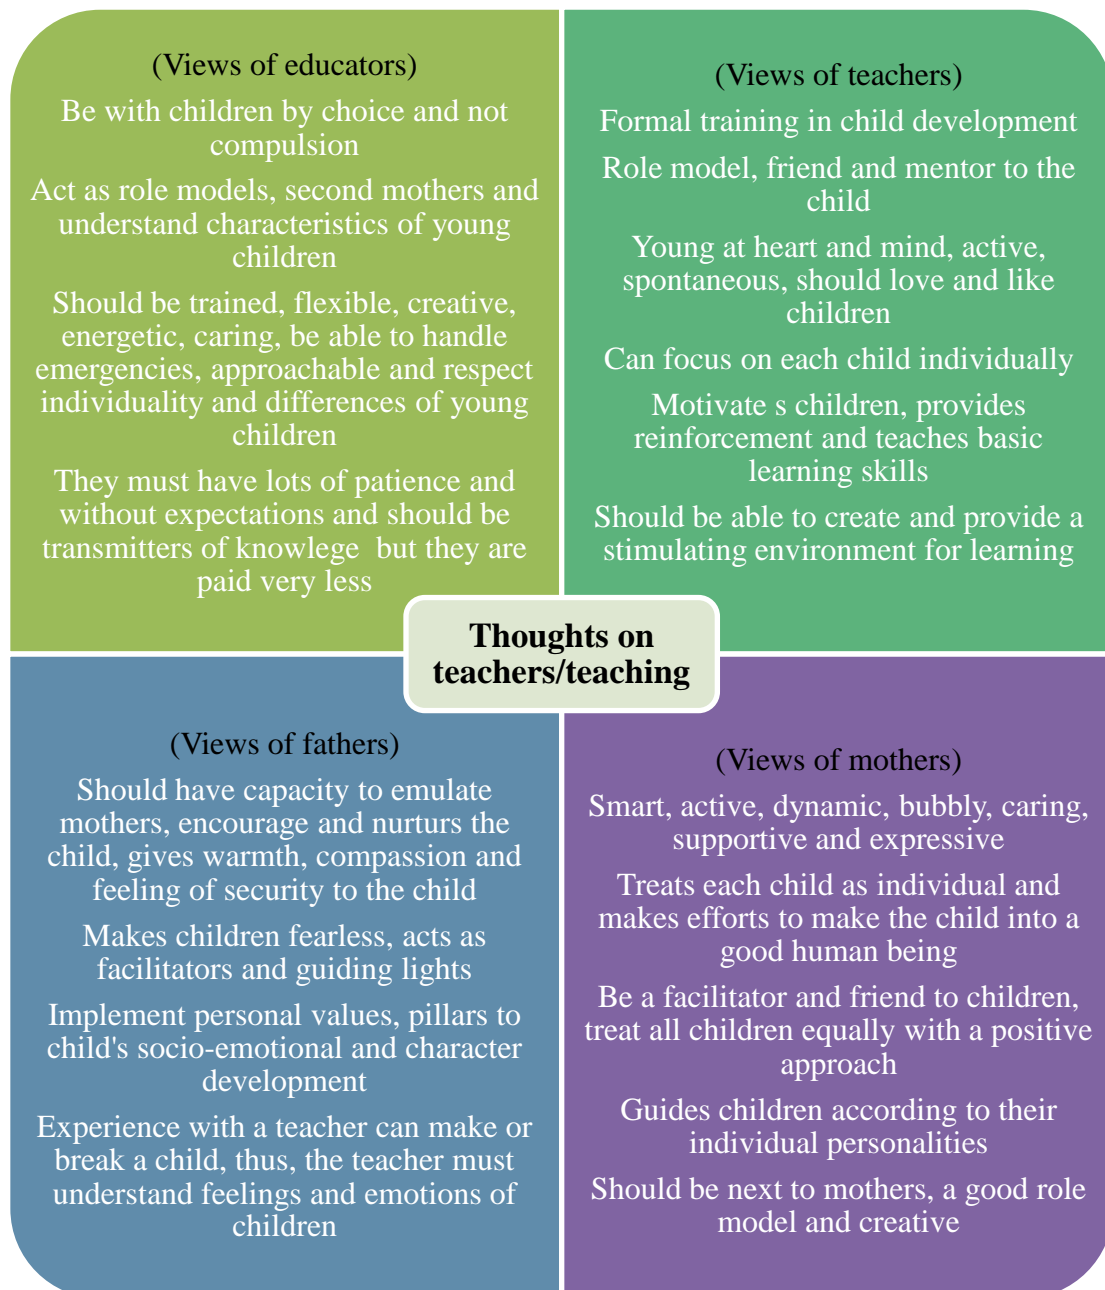 (Views of educators)
Be with children by choice and not
compulsion
Act as role models, second mothers and
understand characteristics of young
children
Should be trained, flexible, creative,
energetic, caring, be able to handle
emergencies, approachable and respect
individuality and differences of young
children
They must have lots of patience and
without expectations and should be
transmitters of knowlege  but they are
paid very less
(Views of teachers)
Formal training in child development
Role model, friend and mentor to the
child
Young at heart and mind, active,
spontaneous, should love and like
children
Can focus on each child individually
Motivate s children, provides
reinforcement and teaches basic
learning skills
Should be able to create and provide a
stimulating environment for learning
Thoughts on
teachers/teaching
(Views of fathers)
Should have capacity to emulate
mothers, encourage and nurturs the
child, gives warmth, compassion and
feeling of security to the child
Makes children fearless, acts as
facilitators and guiding lights
Implement personal values, pillars to
child's socio-emotional and character
development
Experience with a teacher can make or
break a child, thus, the teacher must
understand feelings and emotions of
children
(Views of mothers)
Smart, active, dynamic, bubbly, caring,
supportive and expressive
Treats each child as individual and
makes efforts to make the child into a
good human being
Be a facilitator and friend to children,
treat all children equally with a positive
approach
Guides children according to their
individual personalities
Should be next to mothers, a good role
model and creative